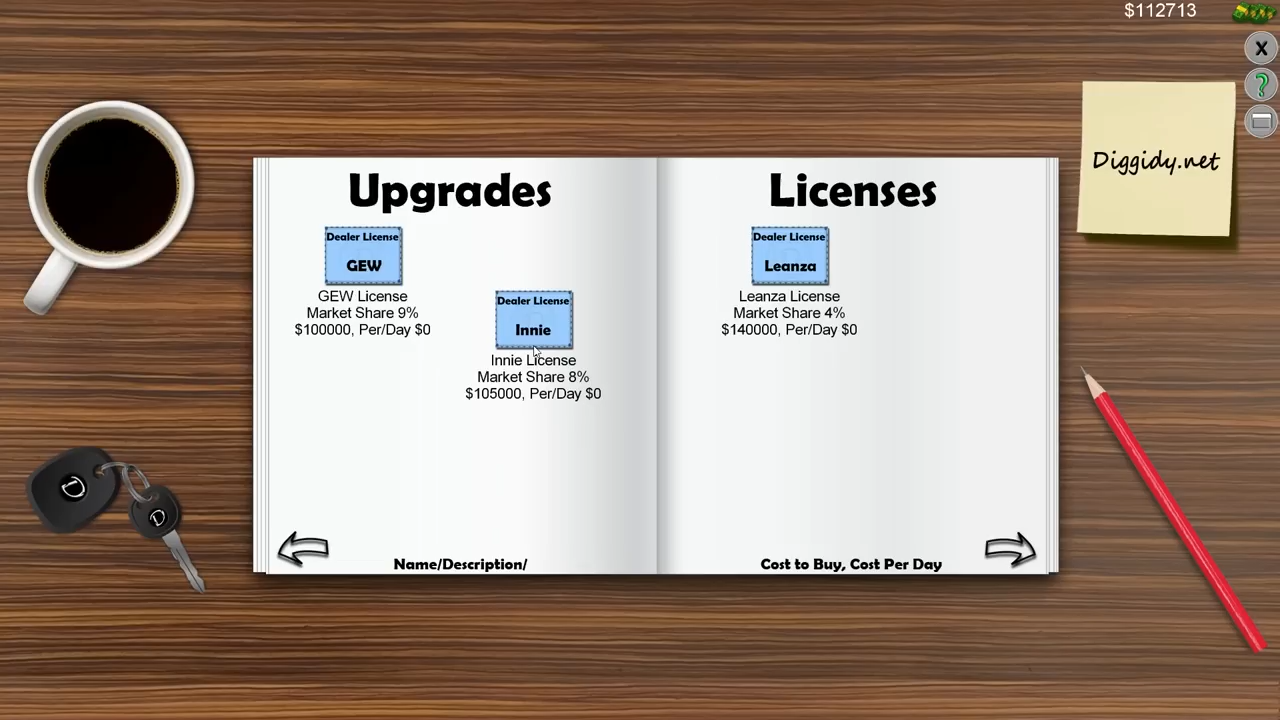 $112713
X
?
Diggidy.net
Upgrades
Licenses
Dealer License
GEW
GEW License
Market Share 9%
$100000, Per/Day $0
Dealer License
Innie
Innie License
Market Share 8%
$105000, Per/Day $0
Dealer License
Leanza
Leanza License
Market Share 4%
$140000, Per/Day $0
D
D
Name/Description/
Cost to Buy, Cost Per Day